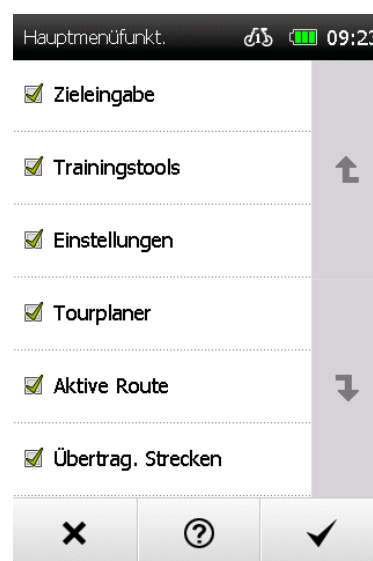 Hauptmenüfunkt. 09:23
Zieleingabe
Trainingstools
Einstellungen
Tourplaner
Aktive Route
Übertrag. Strecken